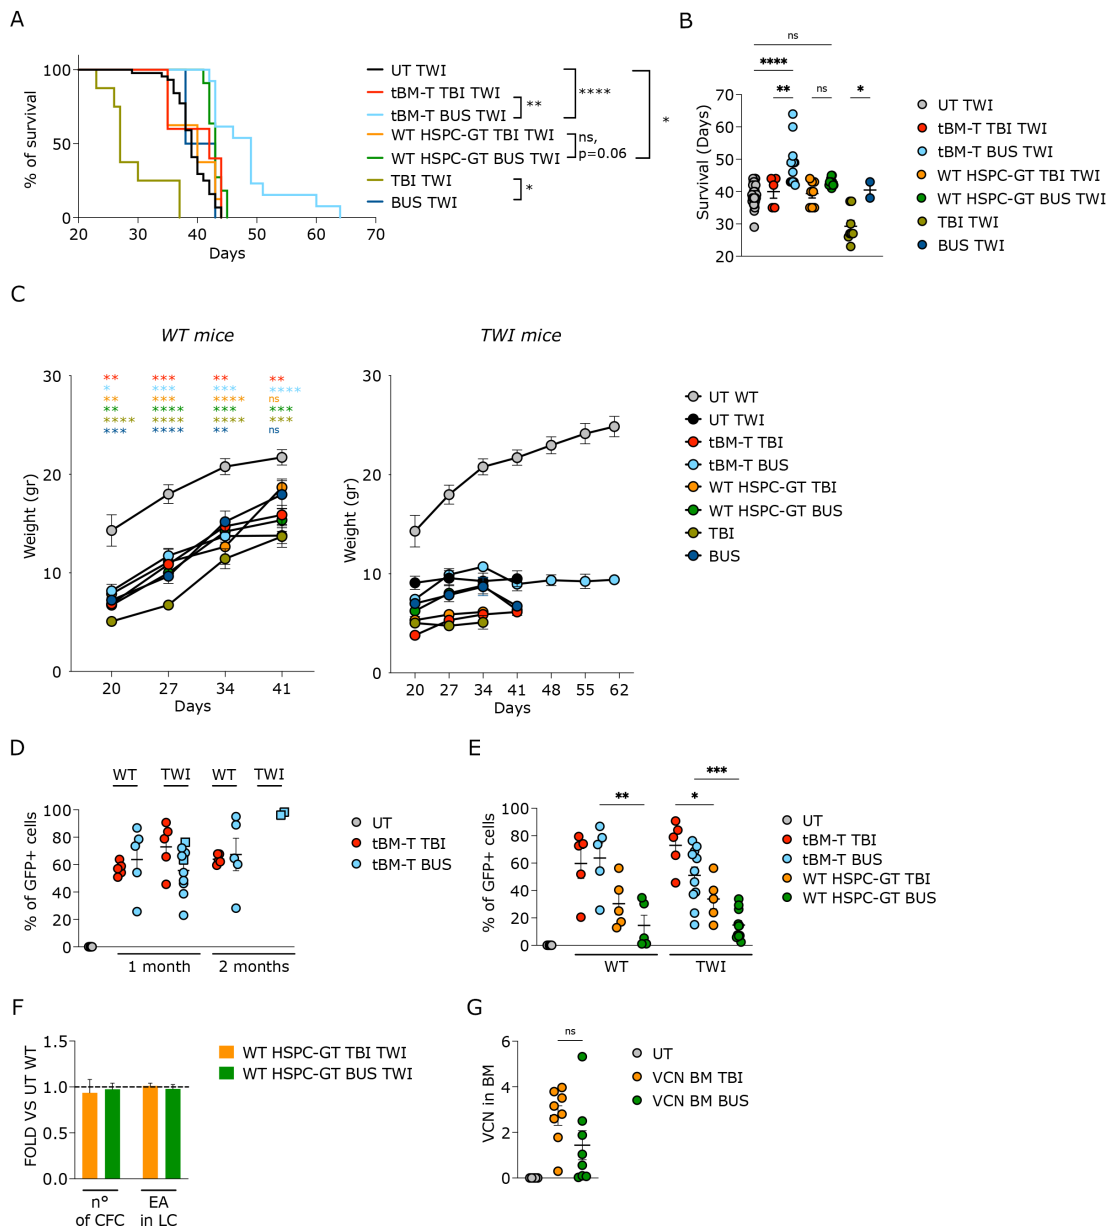 A
% of survival
100
50
0
20 30 40 50 60 70
Days
UT TWI
tBM-T TBI TWI
tBM-T BUS TWI
WT HSPC-GT TBI TWI
WT HSPC-GT BUS TWI
TBI TWI
BUS TWI
**
ns,
p=0.06
*
****
*
B
Survival (Days)
70
60
50
40
30
20
ns
****
**
ns
*
UT TWI
tBM-T TBI TWI
tBM-T BUS TWI
WT HSPC-GT TBI TWI
WT HSPC-GT BUS TWI
TBI TWI
BUS TWI
C
WT mice
Weight (gr)
30
20
10
0
** *** ** **
* *** *** ****
** *** **** ns
** **** *** ***
**** **** **** ***
*** **** ** ns
20 27 34 41
Days
TWI mice
Weight (gr)
30
20
10
0
20 27 34 41 48 55 62
Days
UT WT
UT TWI
tBM-T TBI
tBM-T BUS
WT HSPC-GT TBI
WT HSPC-GT BUS
TBI
BUS
D
WT TWI WT TWI
% of GFP+ cells
100
80
60
40
20
0
1 month 2 months
UT
tBM-T TBI
tBM-T BUS
E
% of GFP+ cells
100
80
60
40
20
0
**
***
*
WT TWI
UT
tBM-T TBI
tBM-T BUS
WT HSPC-GT TBI
WT HSPC-GT BUS
F
FOLD VS UT WT
1.5
1.0
0.5
0.0
n° EA
of CFC in LC
WT HSPC-GT TBI TWI
WT HSPC-GT BUS TWI
G
VCN in BM
6
4
2
0
ns
UT
VCN BM TBI
VCN BM BUS